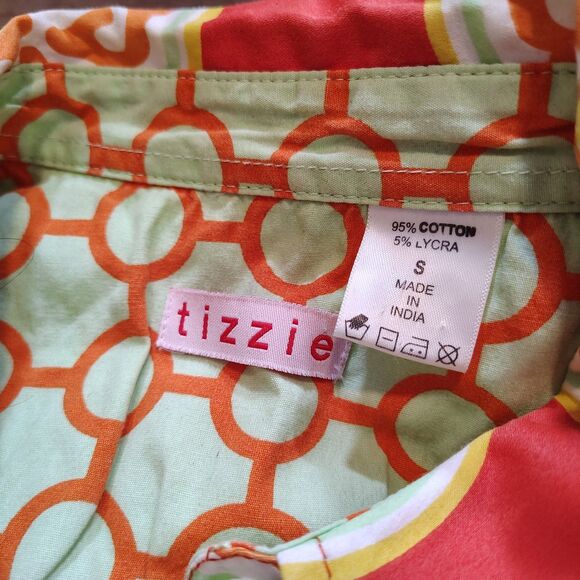 95% COTTON
5% LYCRA
S
MADE
IN
INDIA
tizzie